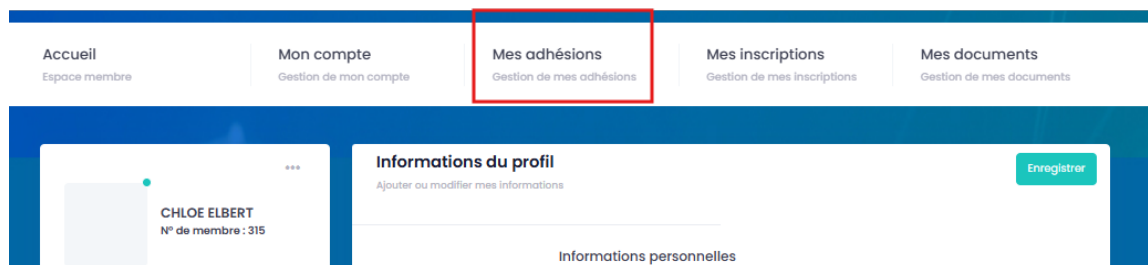 Accueil
Espace membre
Mon compte
Gestion de mon compte
Mes adhésions
Gestion de mes adhésions
Mes inscriptions
Gestion de mes inscriptions
Mes documents
Gestion de mes documents
CHLOE ELBERT
N° de membre : 315
Informations du profil
Ajouter ou modifier mes informations
Enregistrer
Informations personnelles